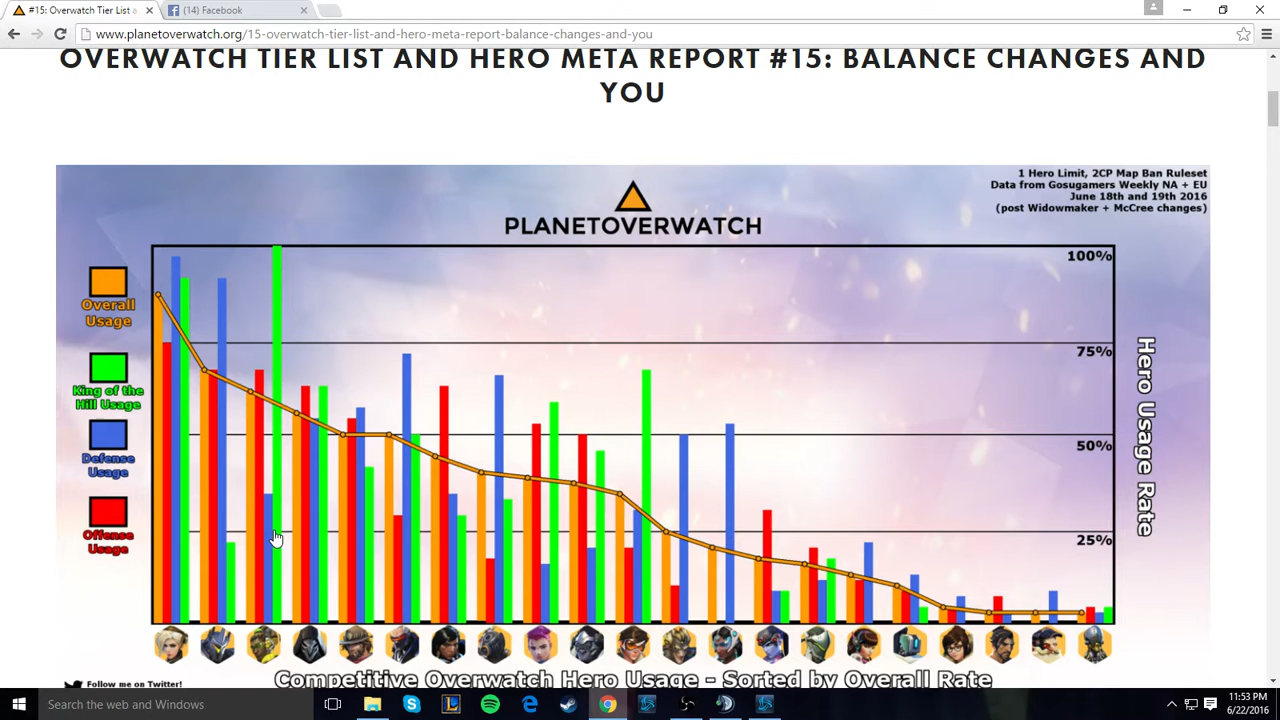 #15: Overwatch Tier List a
(14) Facebook
www.planetoverwatch.org/15-overwatch-tier-list-and-hero-meta-report-balance-changes-and-you
OVERWATCH TIER LIST AND HERO META REPORT #15: BALANCE CHANGES AND
YOU
1 Hero Limit, 2CP Map Ban Ruleset
Data from Gosugamers Weekly NA + EU
June 18th and 19th 2016
(post Widowmaker + McCree changes)
PLANETOVERWATCH
100%
75%
50%
25%
Hero Usage Rate
Overall
Usage
King of the
Hill Usage
Defense
Usage
Offense
Usage
Follow me on Twitter!
Competitive Overwatch Hero Usage - Sorted by Overall Rate
Search the web and Windows
11:53 PM
6/22/2016